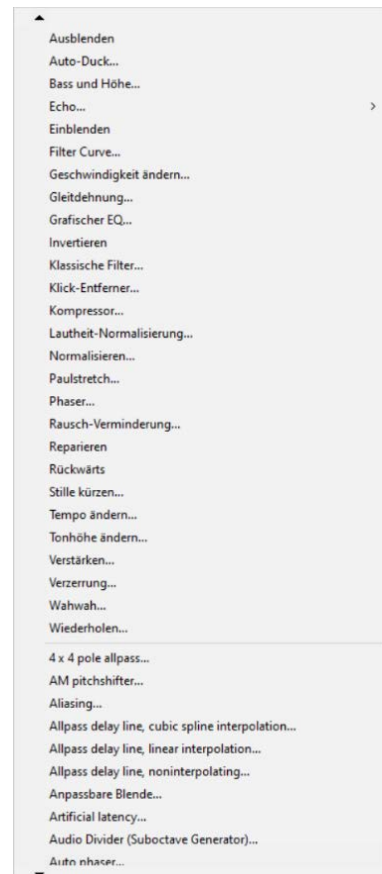 Ausblenden
Auto-Duck...
Bass und Höhe...
Echo...
Einblenden
Filter Curve...
Geschwindigkeit ändern...
Gleitdehnung...
Grafischer EQ...
Invertieren
Klassische Filter...
Klick-Entferner...
Kompressor...
Lautheit-Normalisierung...
Normalisieren...
Paulstretch...
Phaser...
Rausch-Verminderung...
Reparieren
Rückwärts
Stille kürzen...
Tempo ändern...
Tonhöhe ändern...
Verstärken...
Verzerrung...
Wahwah...
Wiederholen...
4 x 4 pole allpass...
AM pitchshifter...
Aliasing...
Allpass delay line, cubic spline interpolation...
Allpass delay line, linear interpolation...
Allpass delay line, noninterpolating...
Anpassbare Blende...
Artificial latency...
Audio Divider (Suboctave Generator)...
Auto phaser...